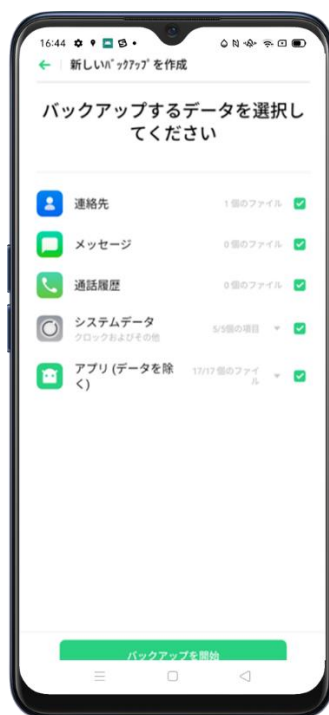 16:44
← 新しいﾊﾞｯｸｱｯﾌﾟを作成
バックアップするデータを選択し
てください
連絡先 1 個のファイル
メッセージ 0 個のファイル
通話履歴 0 個のファイル
システムデータ 5/5個の項目
クロックおよびその他
アプリ (データを除 17/17 個のファイ
く) ル
バックアップを開始